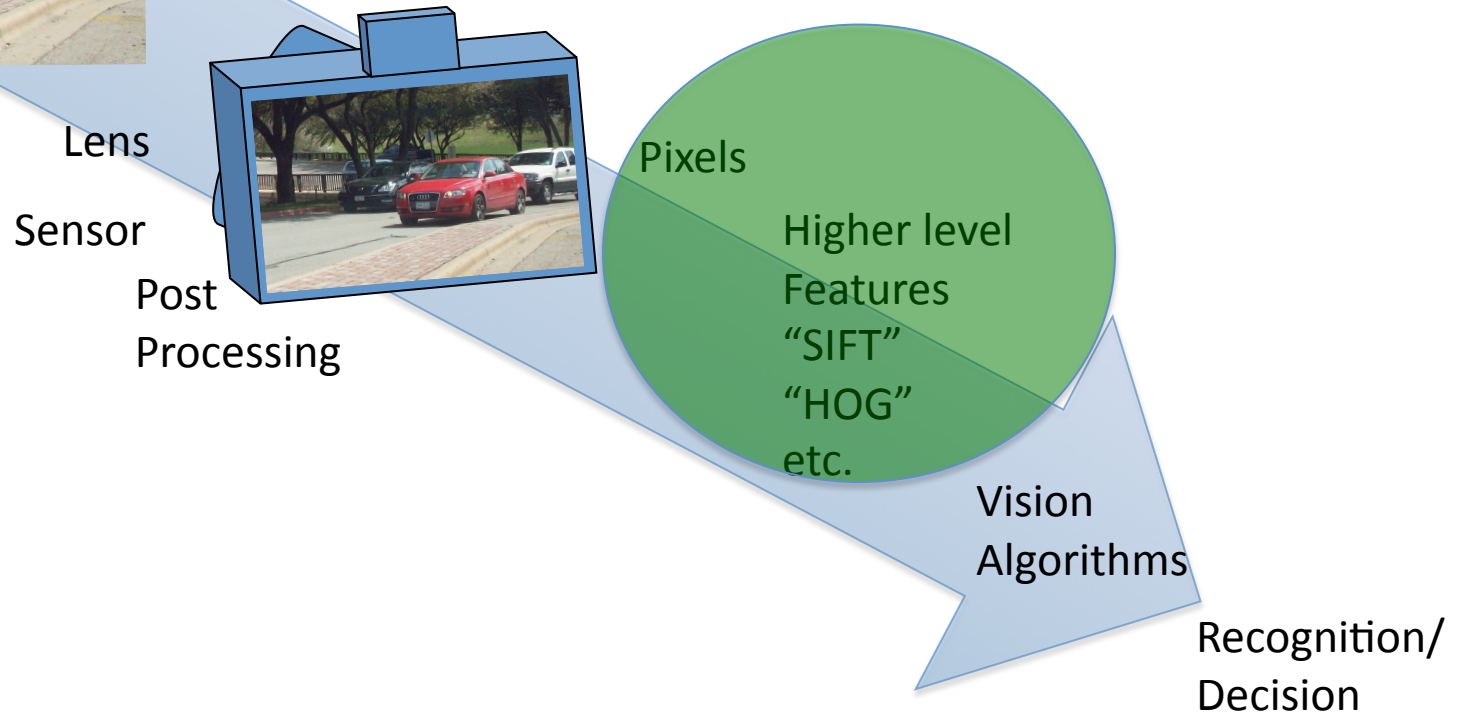 Lens
Sensor
Post
Processing
Pixels
Higher level
Features
“SIFT”
“HOG”
etc.
Vision
Algorithms
Recognition/
Decision